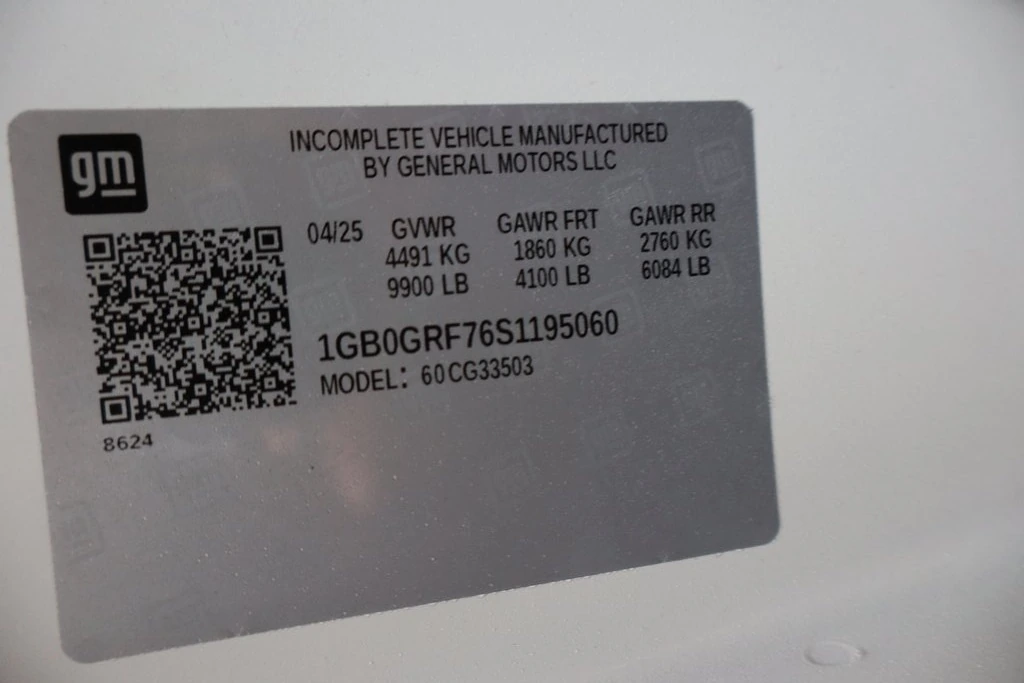 gm
INCOMPLETE VEHICLE MANUFACTURED
BY GENERAL MOTORS LLC
04/25 GVWR GAWR FRT GAWR RR
4491 KG 1860 KG 2760 KG
9900 LB 4100 LB 6084 LB
1GB0GRF76S1195060
MODEL: 60CG33503
8624